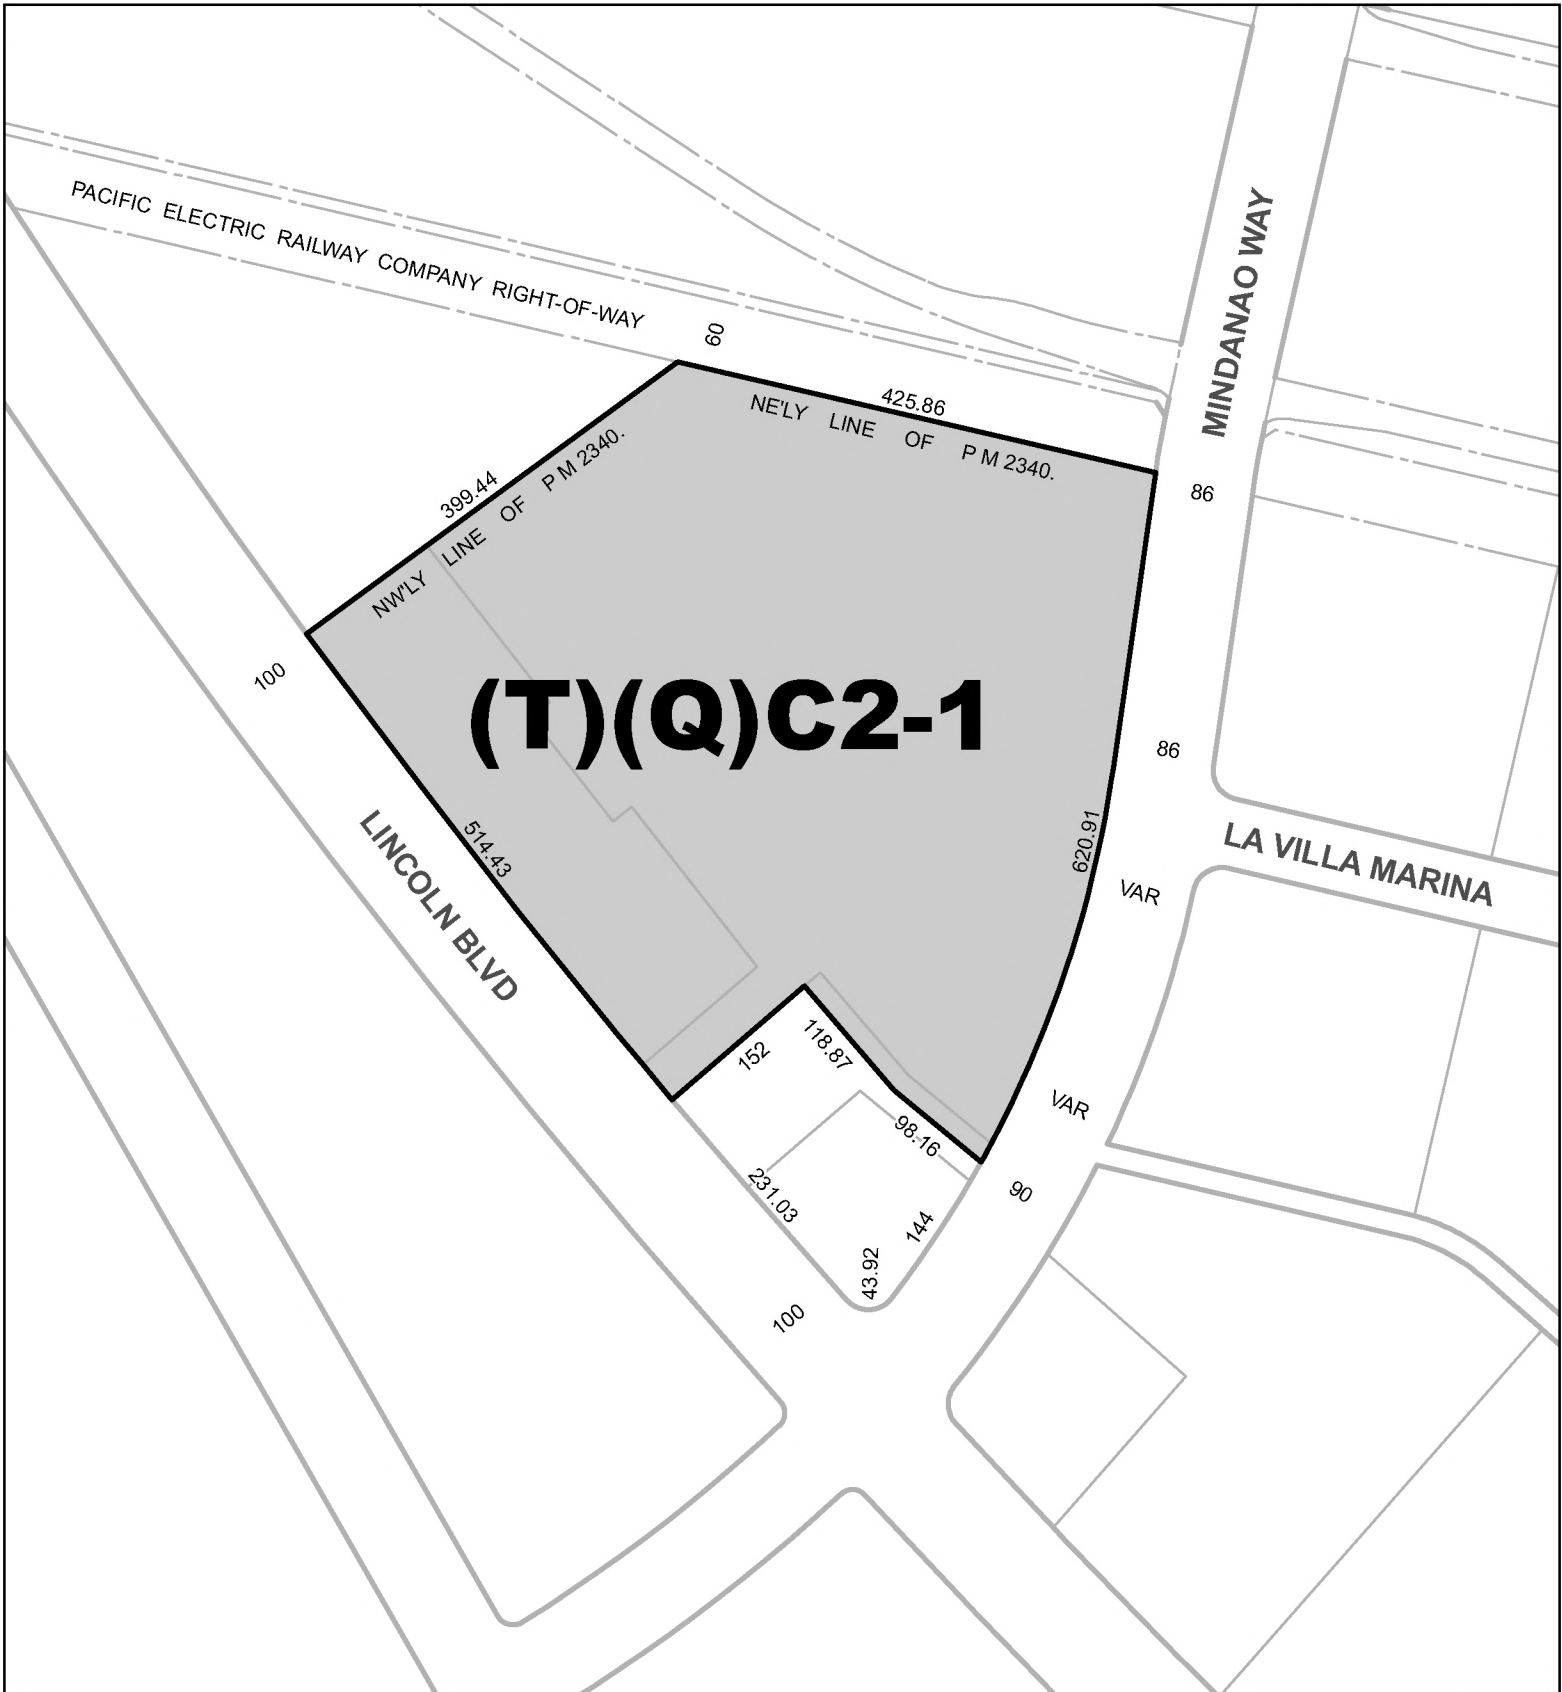 PACIFIC ELECTRIC RAILWAY COMPANY RIGHT-OF-WAY
60
MINDANAO WAY
425.86
NE'LY LINE OF P M 2340.
399.44
NW'LY LINE OF P M 2340.
86
100
(T)(Q)C2-1
86
LINCOLN BLVD
514.43
620.91
LA VILLA MARINA
VAR
152
118.87
VAR
98.16
90
231.03
144
43.92
100